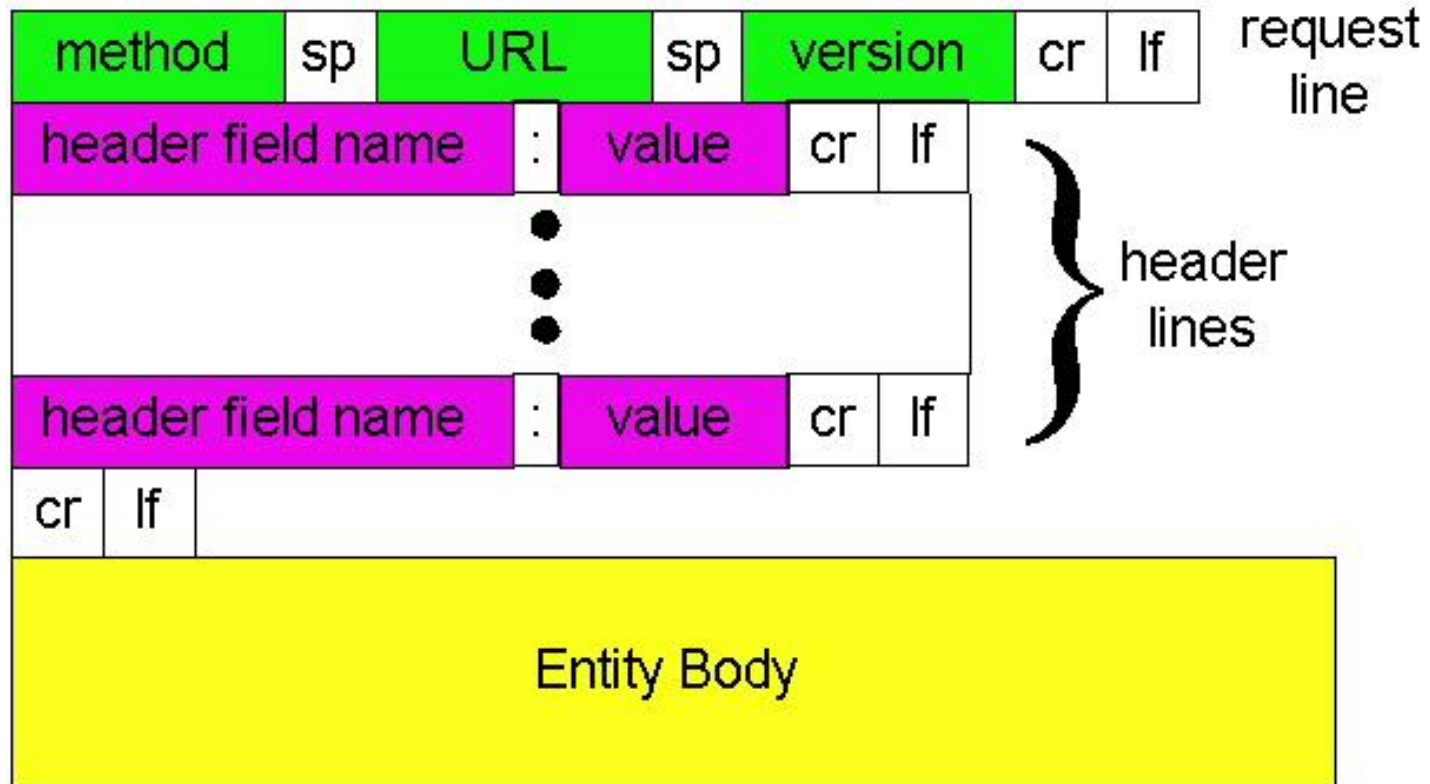 method sp URL sp version cr lf
request
line
header field name : value cr lf
header
lines
header field name : value cr lf
cr lf
Entity Body